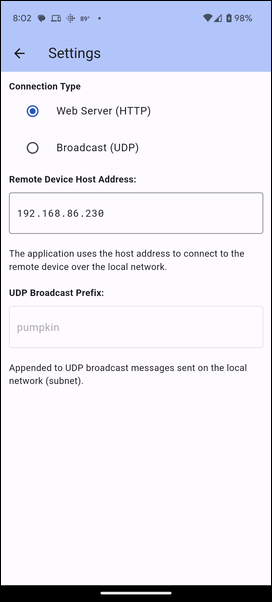 8:02 89° 98%
Settings
Connection Type
Web Server (HTTP)
Broadcast (UDP)
Remote Device Host Address:
192.168.86.230
The application uses the host address to connect to the
remote device over the local network.
UDP Broadcast Prefix:
pumpkin
Appended to UDP broadcast messages sent on the local
network (subnet).